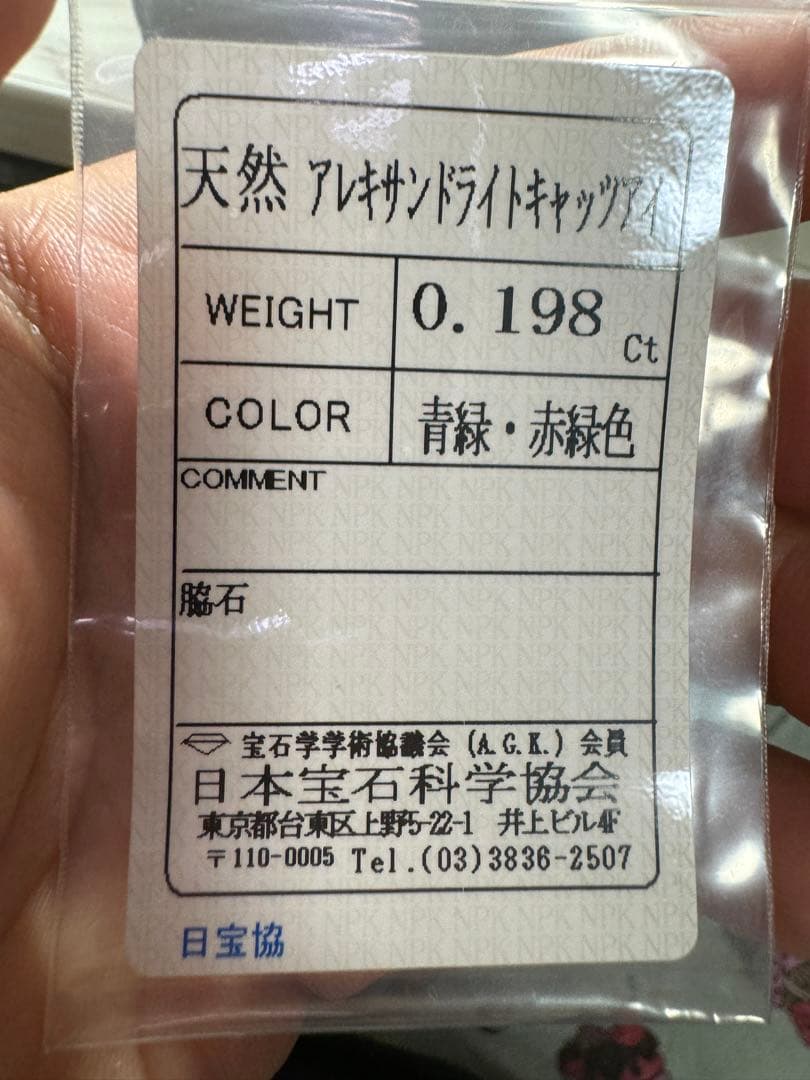 天然 アレキサンドライトキャッツアイ
WEIGHT 0.198 Ct
COLOR 青緑・赤緑色
COMMENT
脇石
宝石学学術協議会 (A.G.K.) 会員
日本宝石科学協会
東京都台東区上野5-22-1 井上ビル4F
〒110-0005 Tel.(03)3836-2507
日宝協